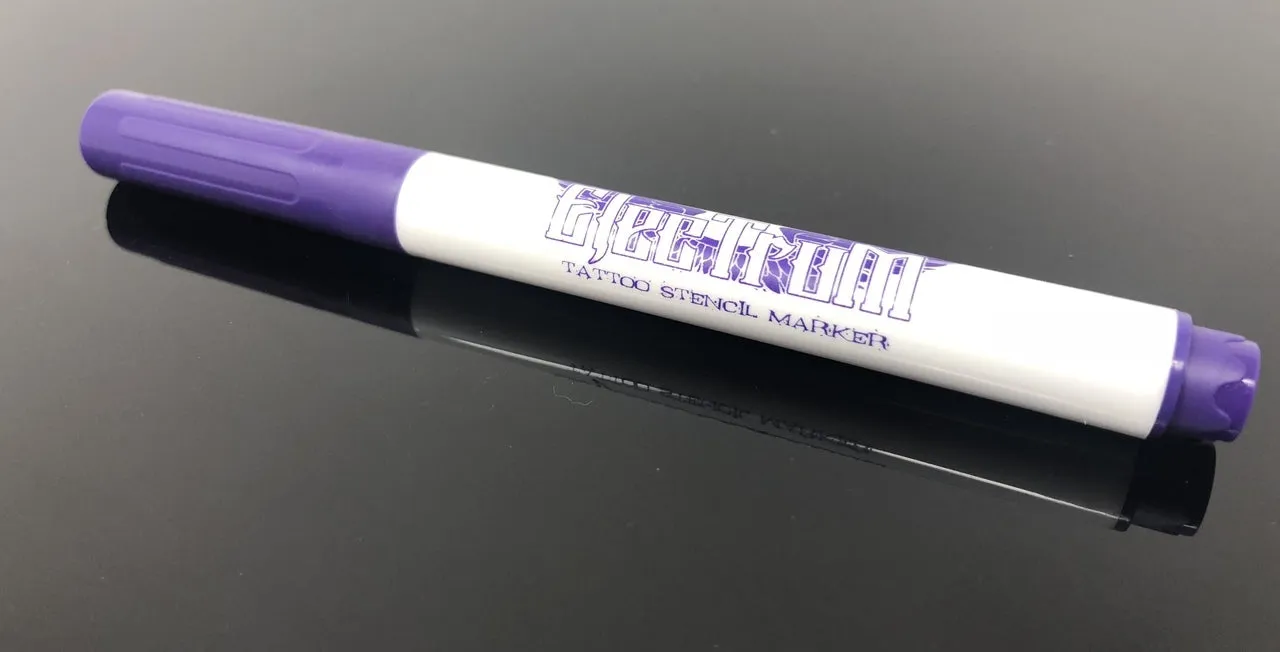 Electrum
TATTOO STENCIL MARKER